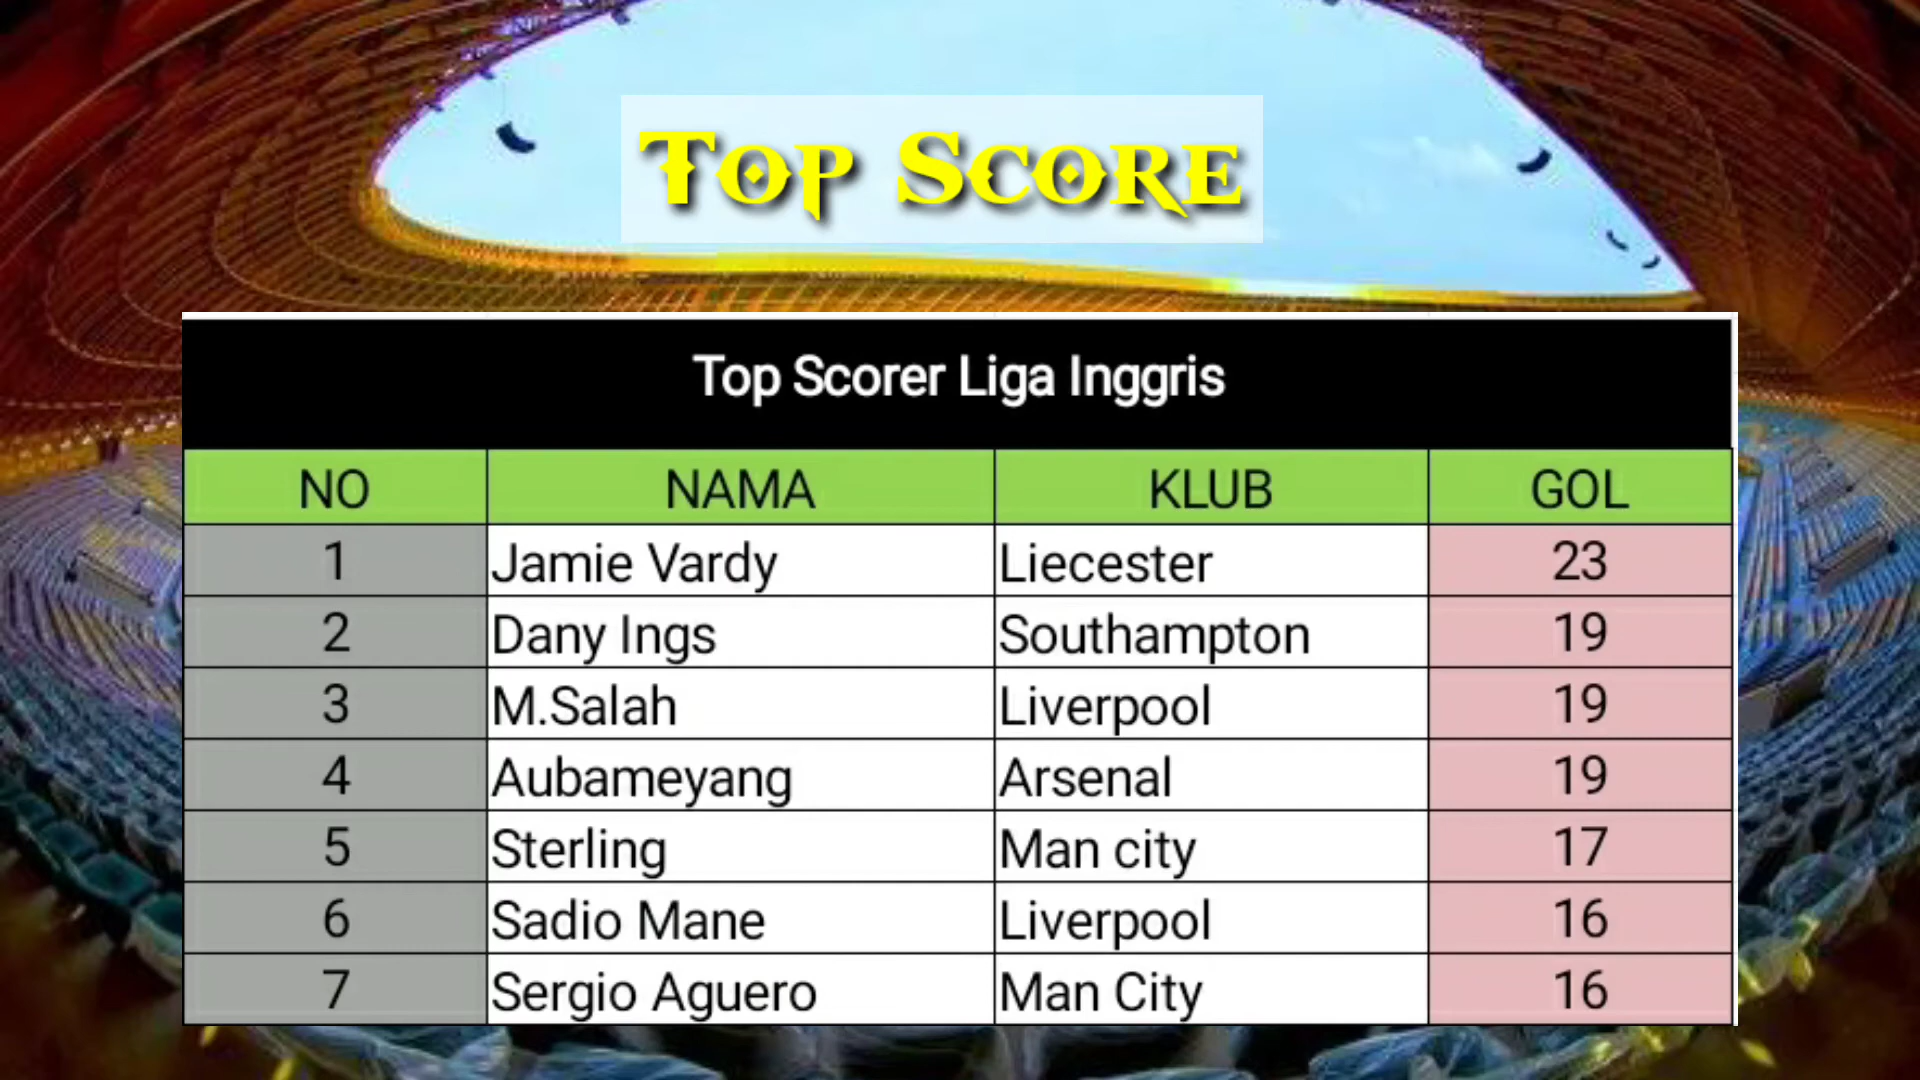 Top Score
Top Scorer Liga Inggris
NO NAMA KLUB GOL
1 Jamie Vardy Liecester 23
2 Dany Ings Southampton 19
3 M.Salah Liverpool 19
4 Aubameyang Arsenal 19
5 Sterling Man city 17
6 Sadio Mane Liverpool 16
7 Sergio Aguero Man City 16